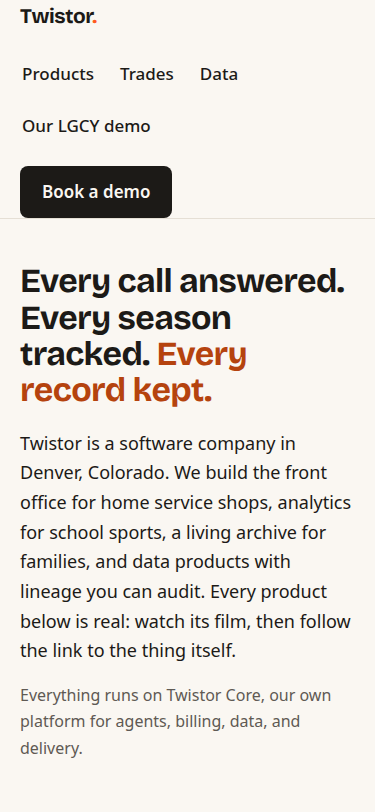 Twistor.
Products Trades Data
Our LGCY demo
Book a demo
Every call answered.
Every season
tracked. Every
record kept.
Twistor is a software company in
Denver, Colorado. We build the front
office for home service shops, analytics
for school sports, a living archive for
families, and data products with
lineage you can audit. Every product
below is real: watch its film, then follow
the link to the thing itself.
Everything runs on Twistor Core, our own
platform for agents, billing, data, and
delivery.